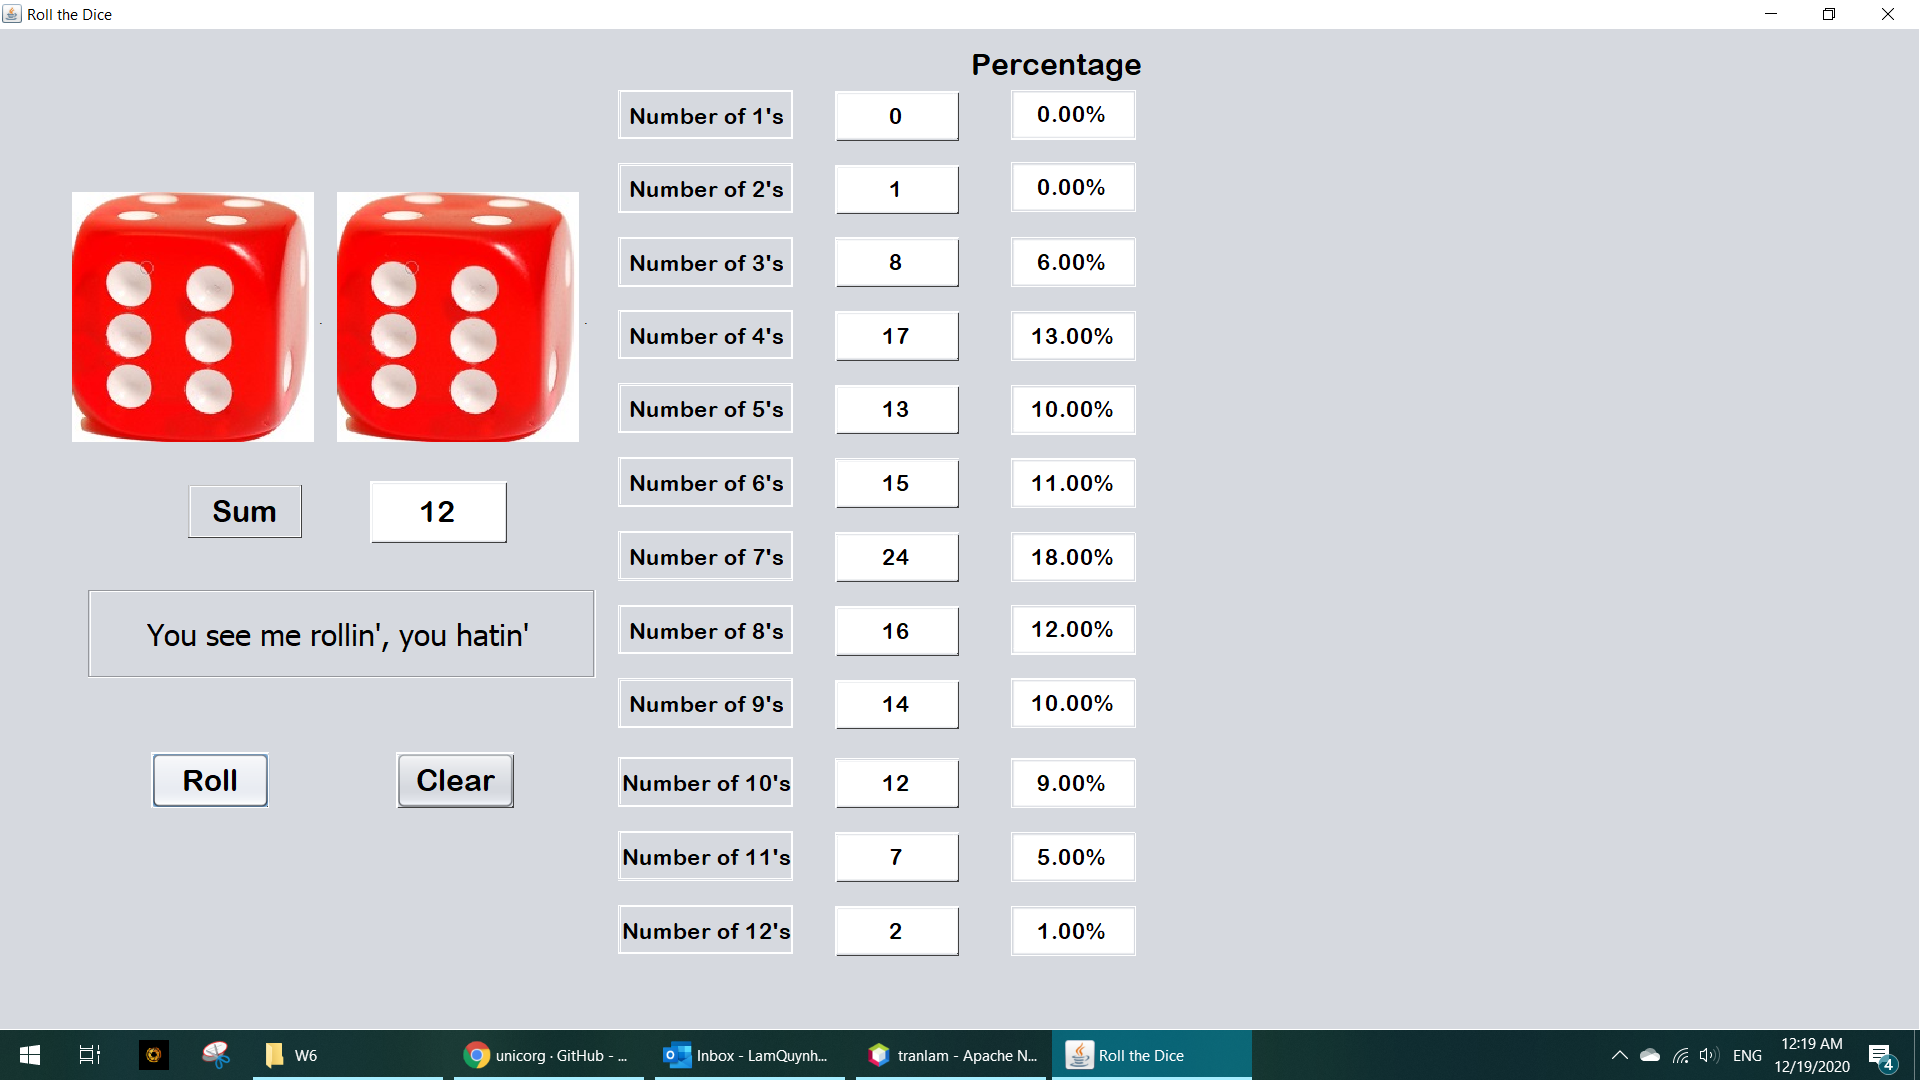 Roll the Dice
Percentage
Number of 1's 0 0.00%
Number of 2's 1 0.00%
Number of 3's 8 6.00%
Number of 4's 17 13.00%
Number of 5's 13 10.00%
Number of 6's 15 11.00%
Number of 7's 24 18.00%
Number of 8's 16 12.00%
Number of 9's 14 10.00%
Number of 10's 12 9.00%
Number of 11's 7 5.00%
Number of 12's 2 1.00%
Sum 12
You see me rollin', you hatin'
Roll Clear
W6
unicorg · GitHub - ...
Inbox - LamQuynh...
tranlam - Apache N...
Roll the Dice
ENG
12:19 AM
12/19/2020
4